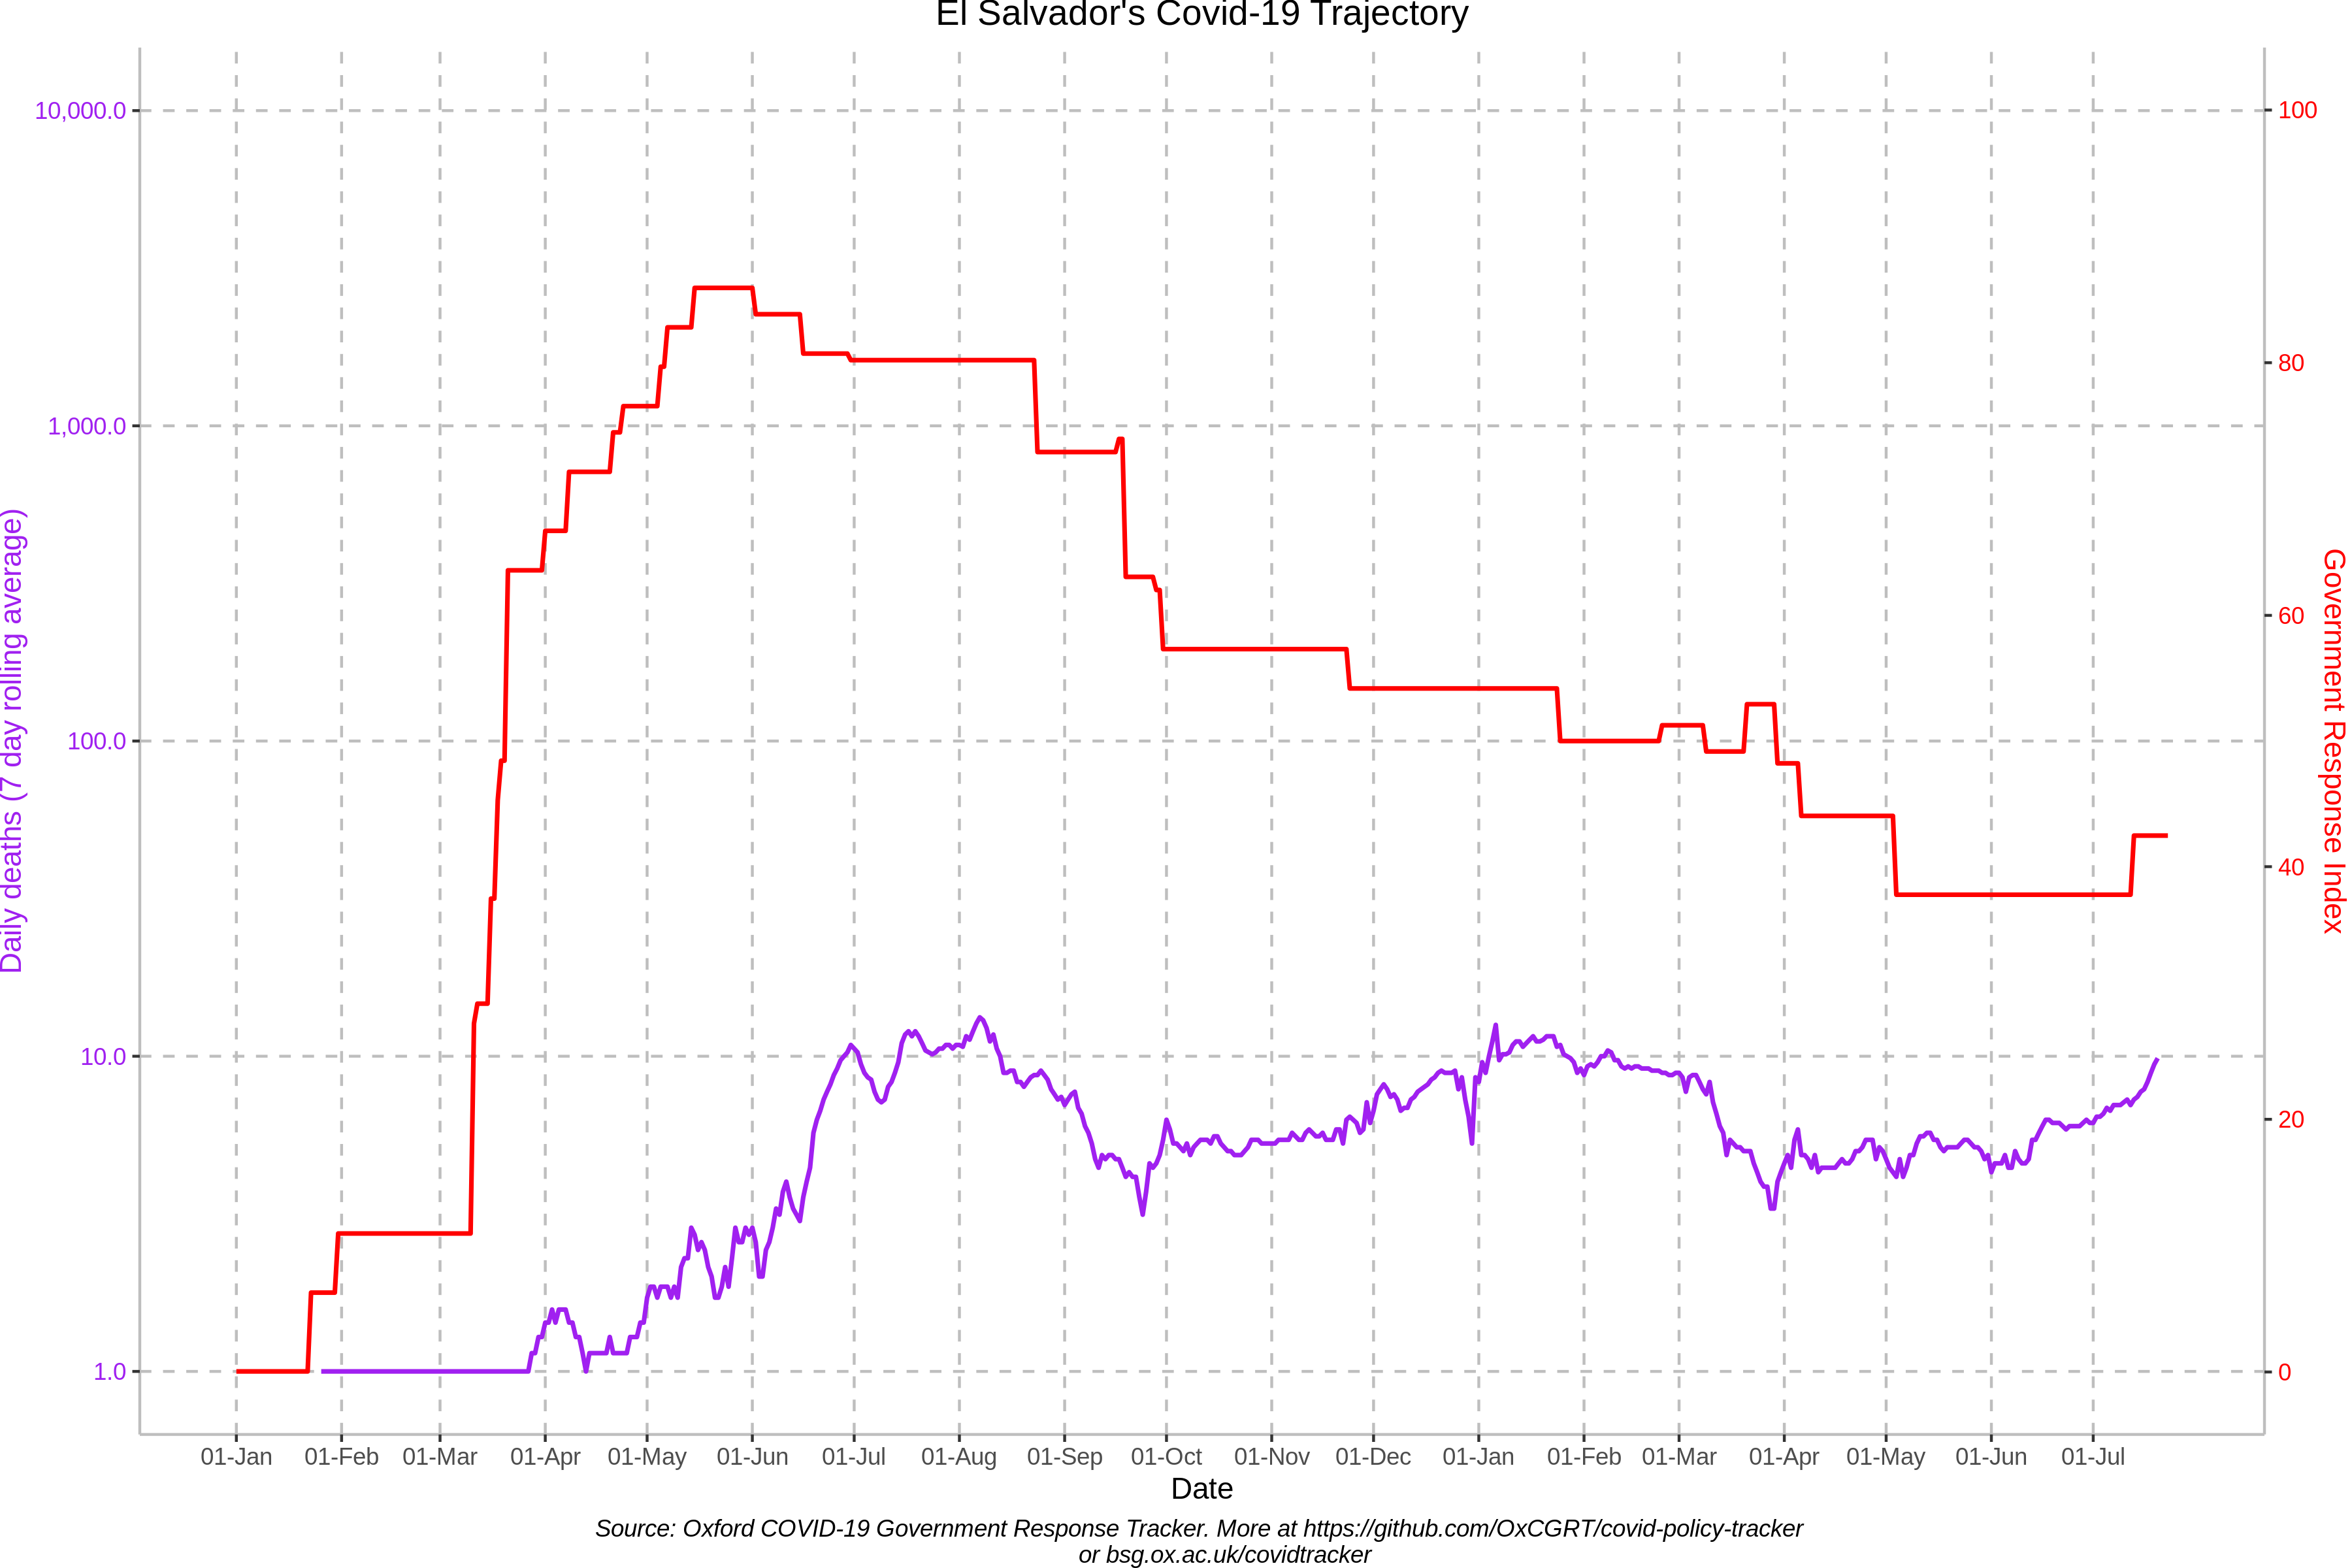 El Salvador's Covid-19 Trajectory
10,000.0
1,000.0
100.0
10.0
1.0
Daily deaths (7 day rolling average)
100
80
60
40
20
0
Government Response Index
01-Jan 01-Feb 01-Mar 01-Apr 01-May 01-Jun 01-Jul 01-Aug 01-Sep 01-Oct 01-Nov 01-Dec 01-Jan 01-Feb 01-Mar 01-Apr 01-May 01-Jun 01-Jul
Date
Source: Oxford COVID-19 Government Response Tracker. More at https://github.com/OxCGRT/covid-policy-tracker
or bsg.ox.ac.uk/covidtracker